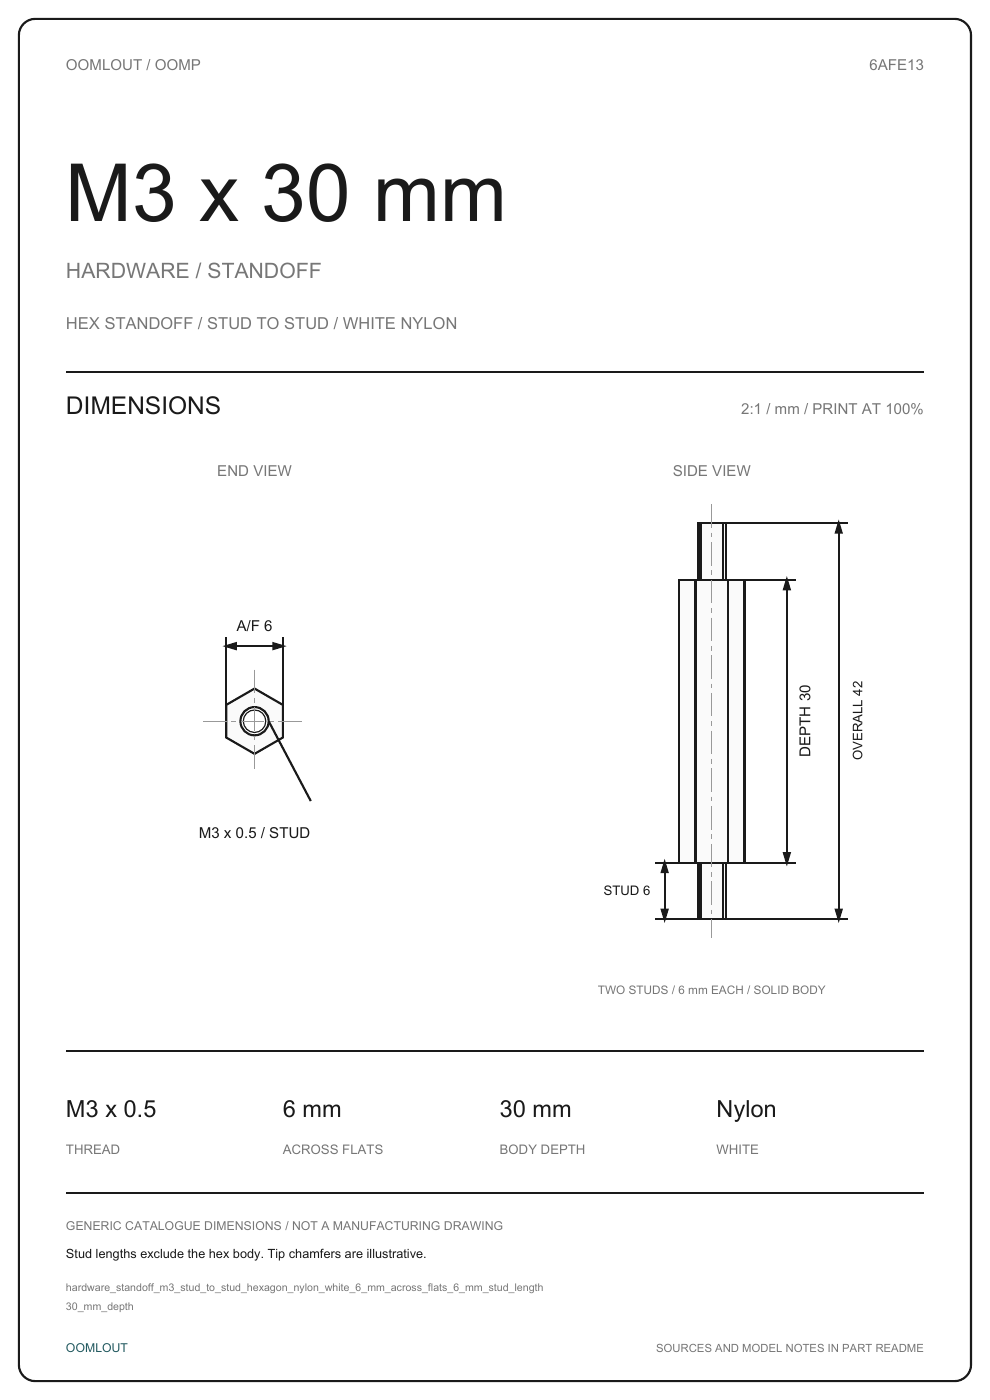 OOMLOUT / OOMP
6AFE13
M3 x 30 mm
HARDWARE / STANDOFF
HEX STANDOFF / STUD TO STUD / WHITE NYLON
DIMENSIONS
2:1 / mm / PRINT AT 100%
END VIEW
SIDE VIEW
A/F 6
M3 x 0.5 / STUD
DEPTH 30
OVERALL 42
STUD 6
TWO STUDS / 6 mm EACH / SOLID BODY
M3 x 0.5
6 mm
30 mm
Nylon
THREAD
ACROSS FLATS
BODY DEPTH
WHITE
GENERIC CATALOGUE DIMENSIONS / NOT A MANUFACTURING DRAWING
Stud lengths exclude the hex body. Tip chamfers are illustrative.
hardware_standoff_m3_stud_to_stud_hexagon_nylon_white_6_mm_across_flats_6_mm_stud_length
30_mm_depth
OOMLOUT
SOURCES AND MODEL NOTES IN PART README